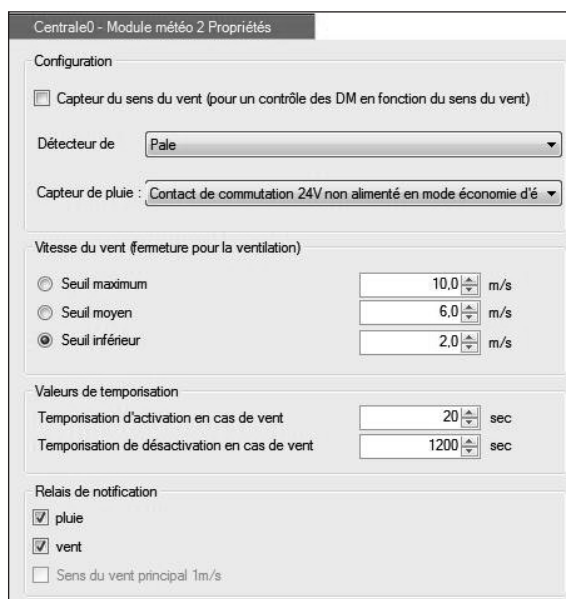 Centrale0 - Module météo 2 Propriétés
Configuration
Capteur du sens du vent (pour un contrôle des DM en fonction du sens du vent)
Détecteur de Pale
Capteur de pluie : Contact de commutation 24V non alimenté en mode économie d'é
Vitesse du vent (fermeture pour la ventilation)
Seuil maximum 10,0 m/s
Seuil moyen 6,0 m/s
Seuil inférieur 2,0 m/s
Valeurs de temporisation
Temporisation d'activation en cas de vent 20 sec
Temporisation de désactivation en cas de vent 1200 sec
Relais de notification
pluie
vent
Sens du vent principal 1m/s